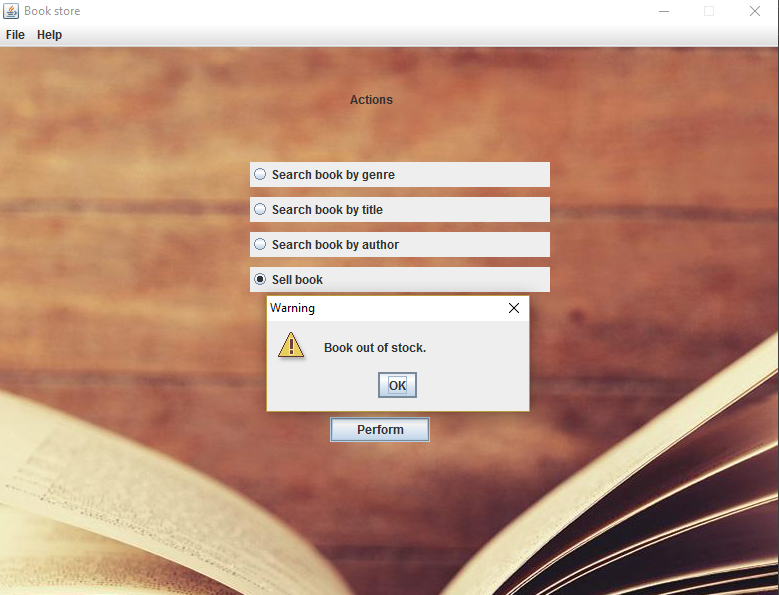 Book store
File Help
Actions
Search book by genre
Search book by title
Search book by author
Sell book
Warning
Book out of stock.
OK
Perform